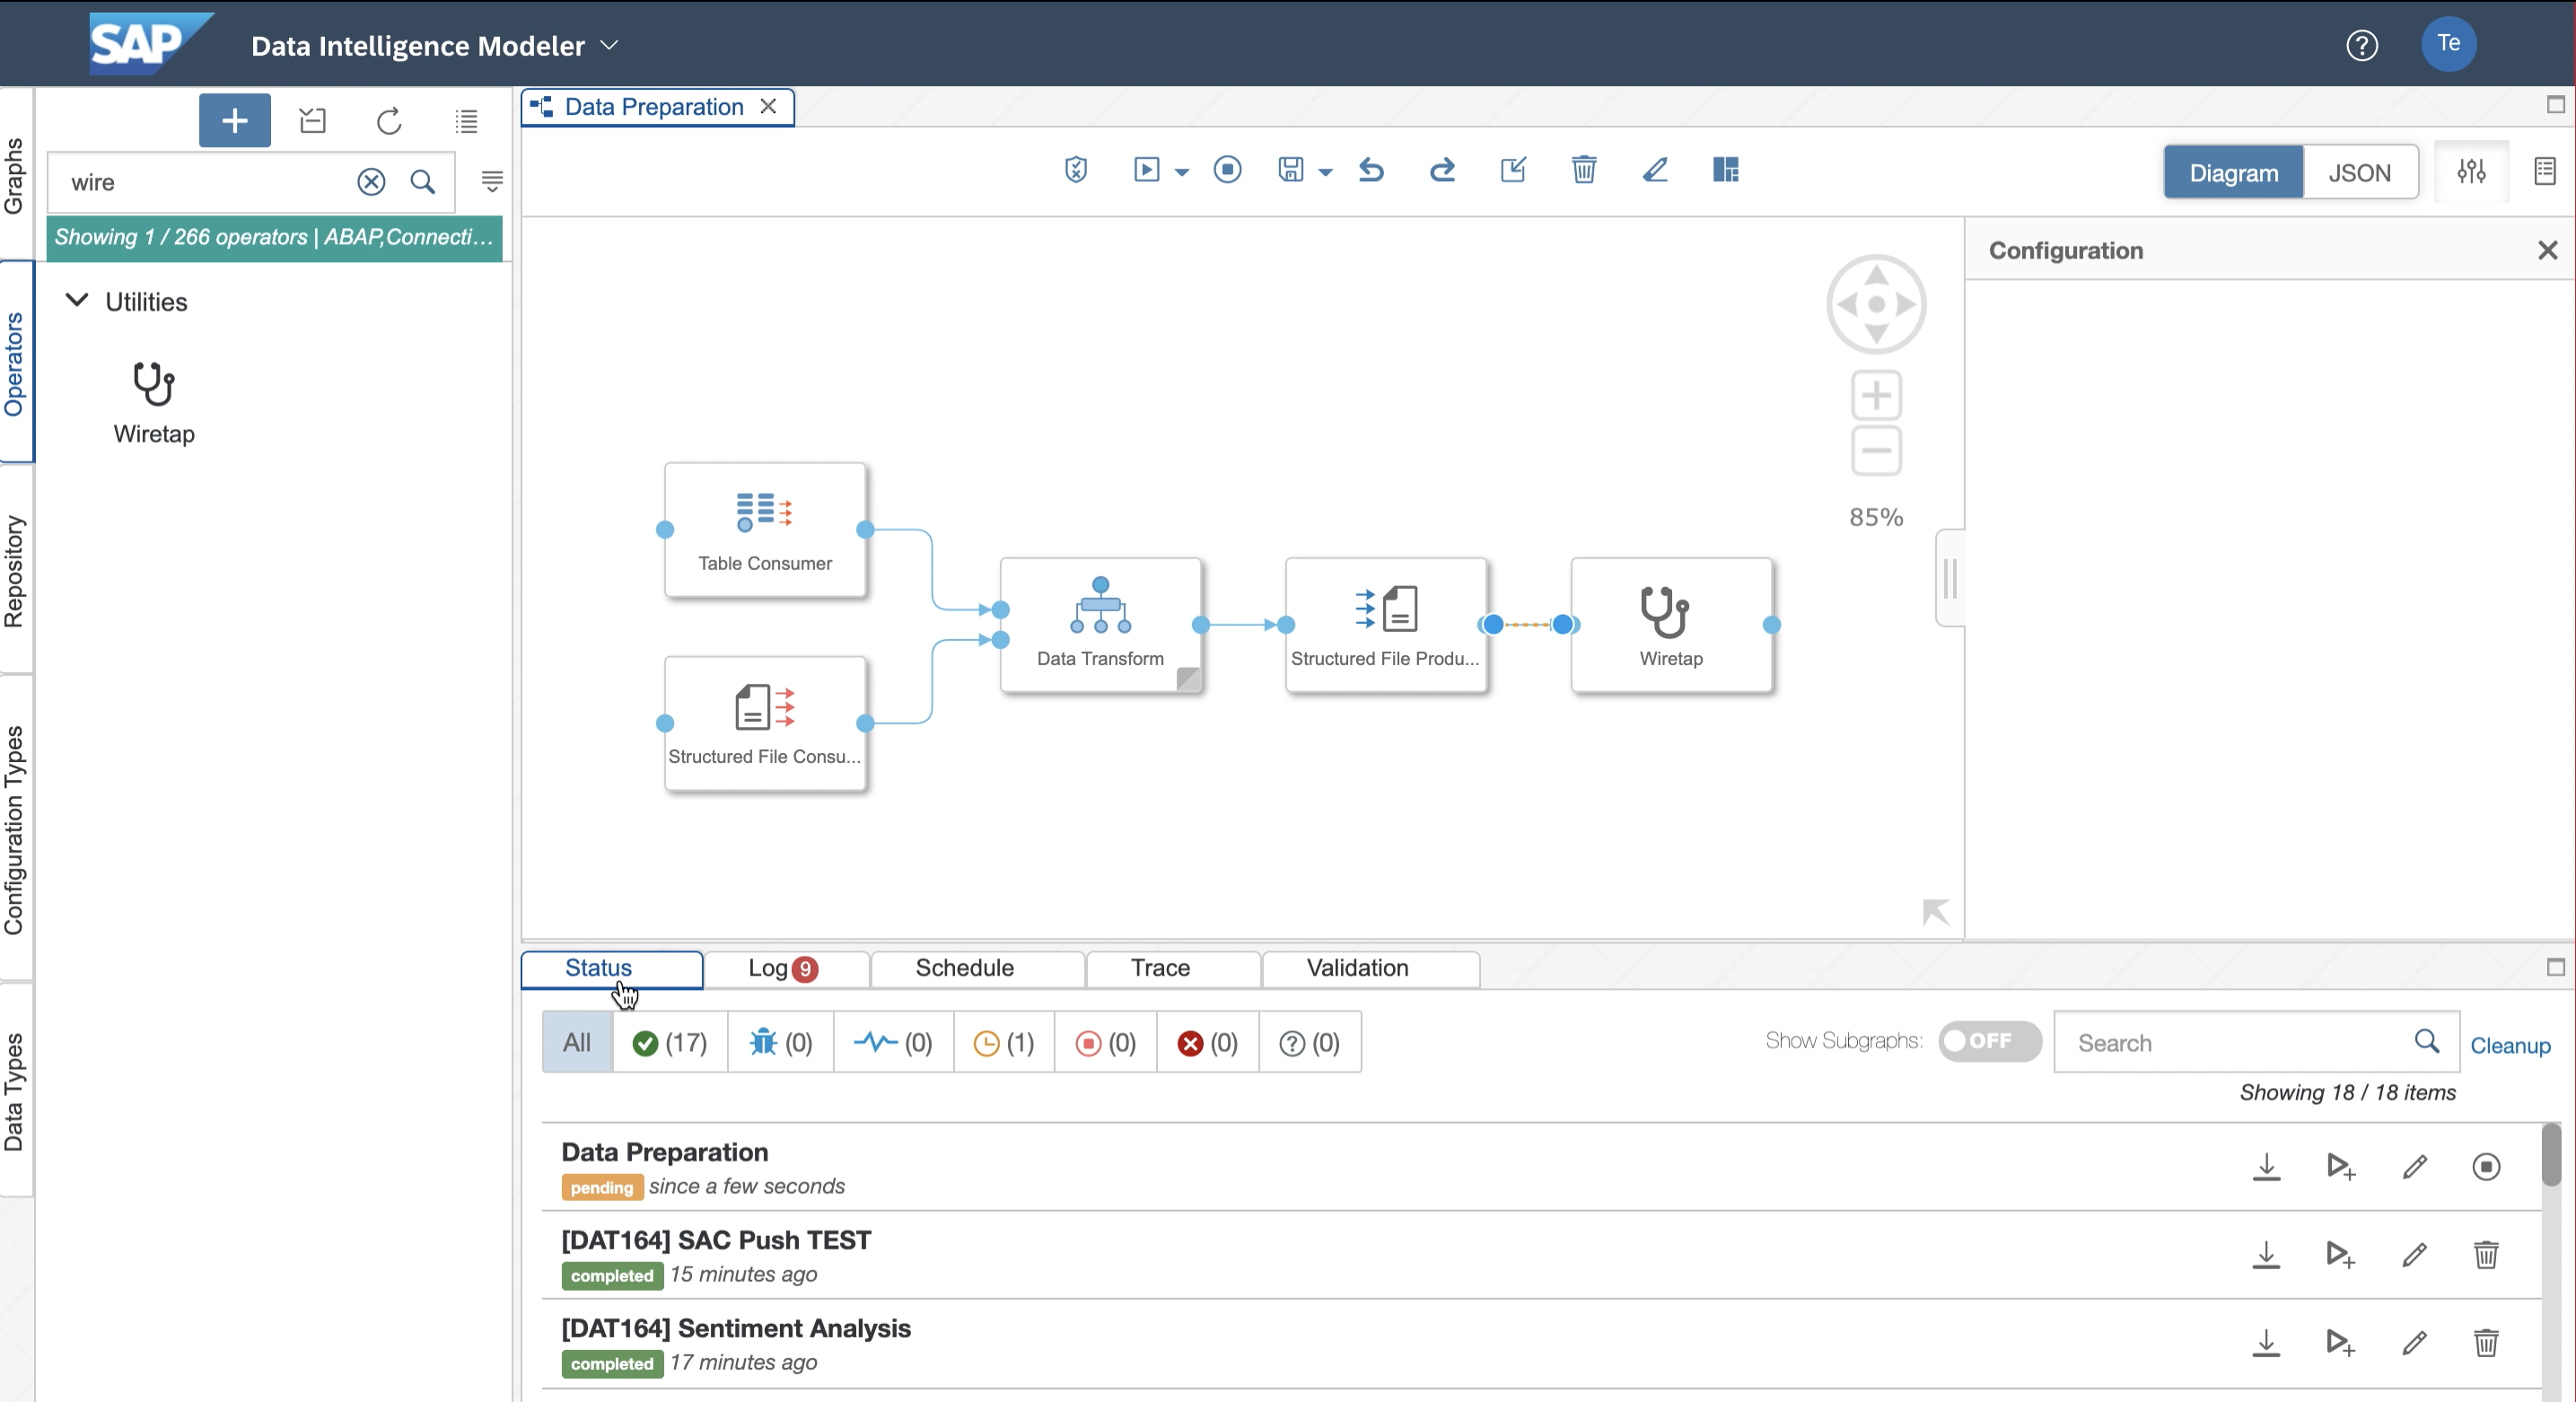 SAP Data Intelligence Modeler
? Te
Graphs
Operators
Repository
Configuration Types
Data Types
wire
Showing 1 / 266 operators | ABAP,Connecti...
Utilities
Wiretap
Data Preparation
Diagram JSON
Configuration
85%
Table Consumer
Structured File Consu...
Data Transform
Structured File Produ...
Wiretap
Status Log 9 Schedule Trace Validation
All (17) (0) (0) (1) (0) (0) ? (0)
Show Subgraphs: OFF Search Cleanup
Showing 18 / 18 items
Data Preparation
pending since a few seconds
[DAT164] SAC Push TEST
completed 15 minutes ago
[DAT164] Sentiment Analysis
completed 17 minutes ago